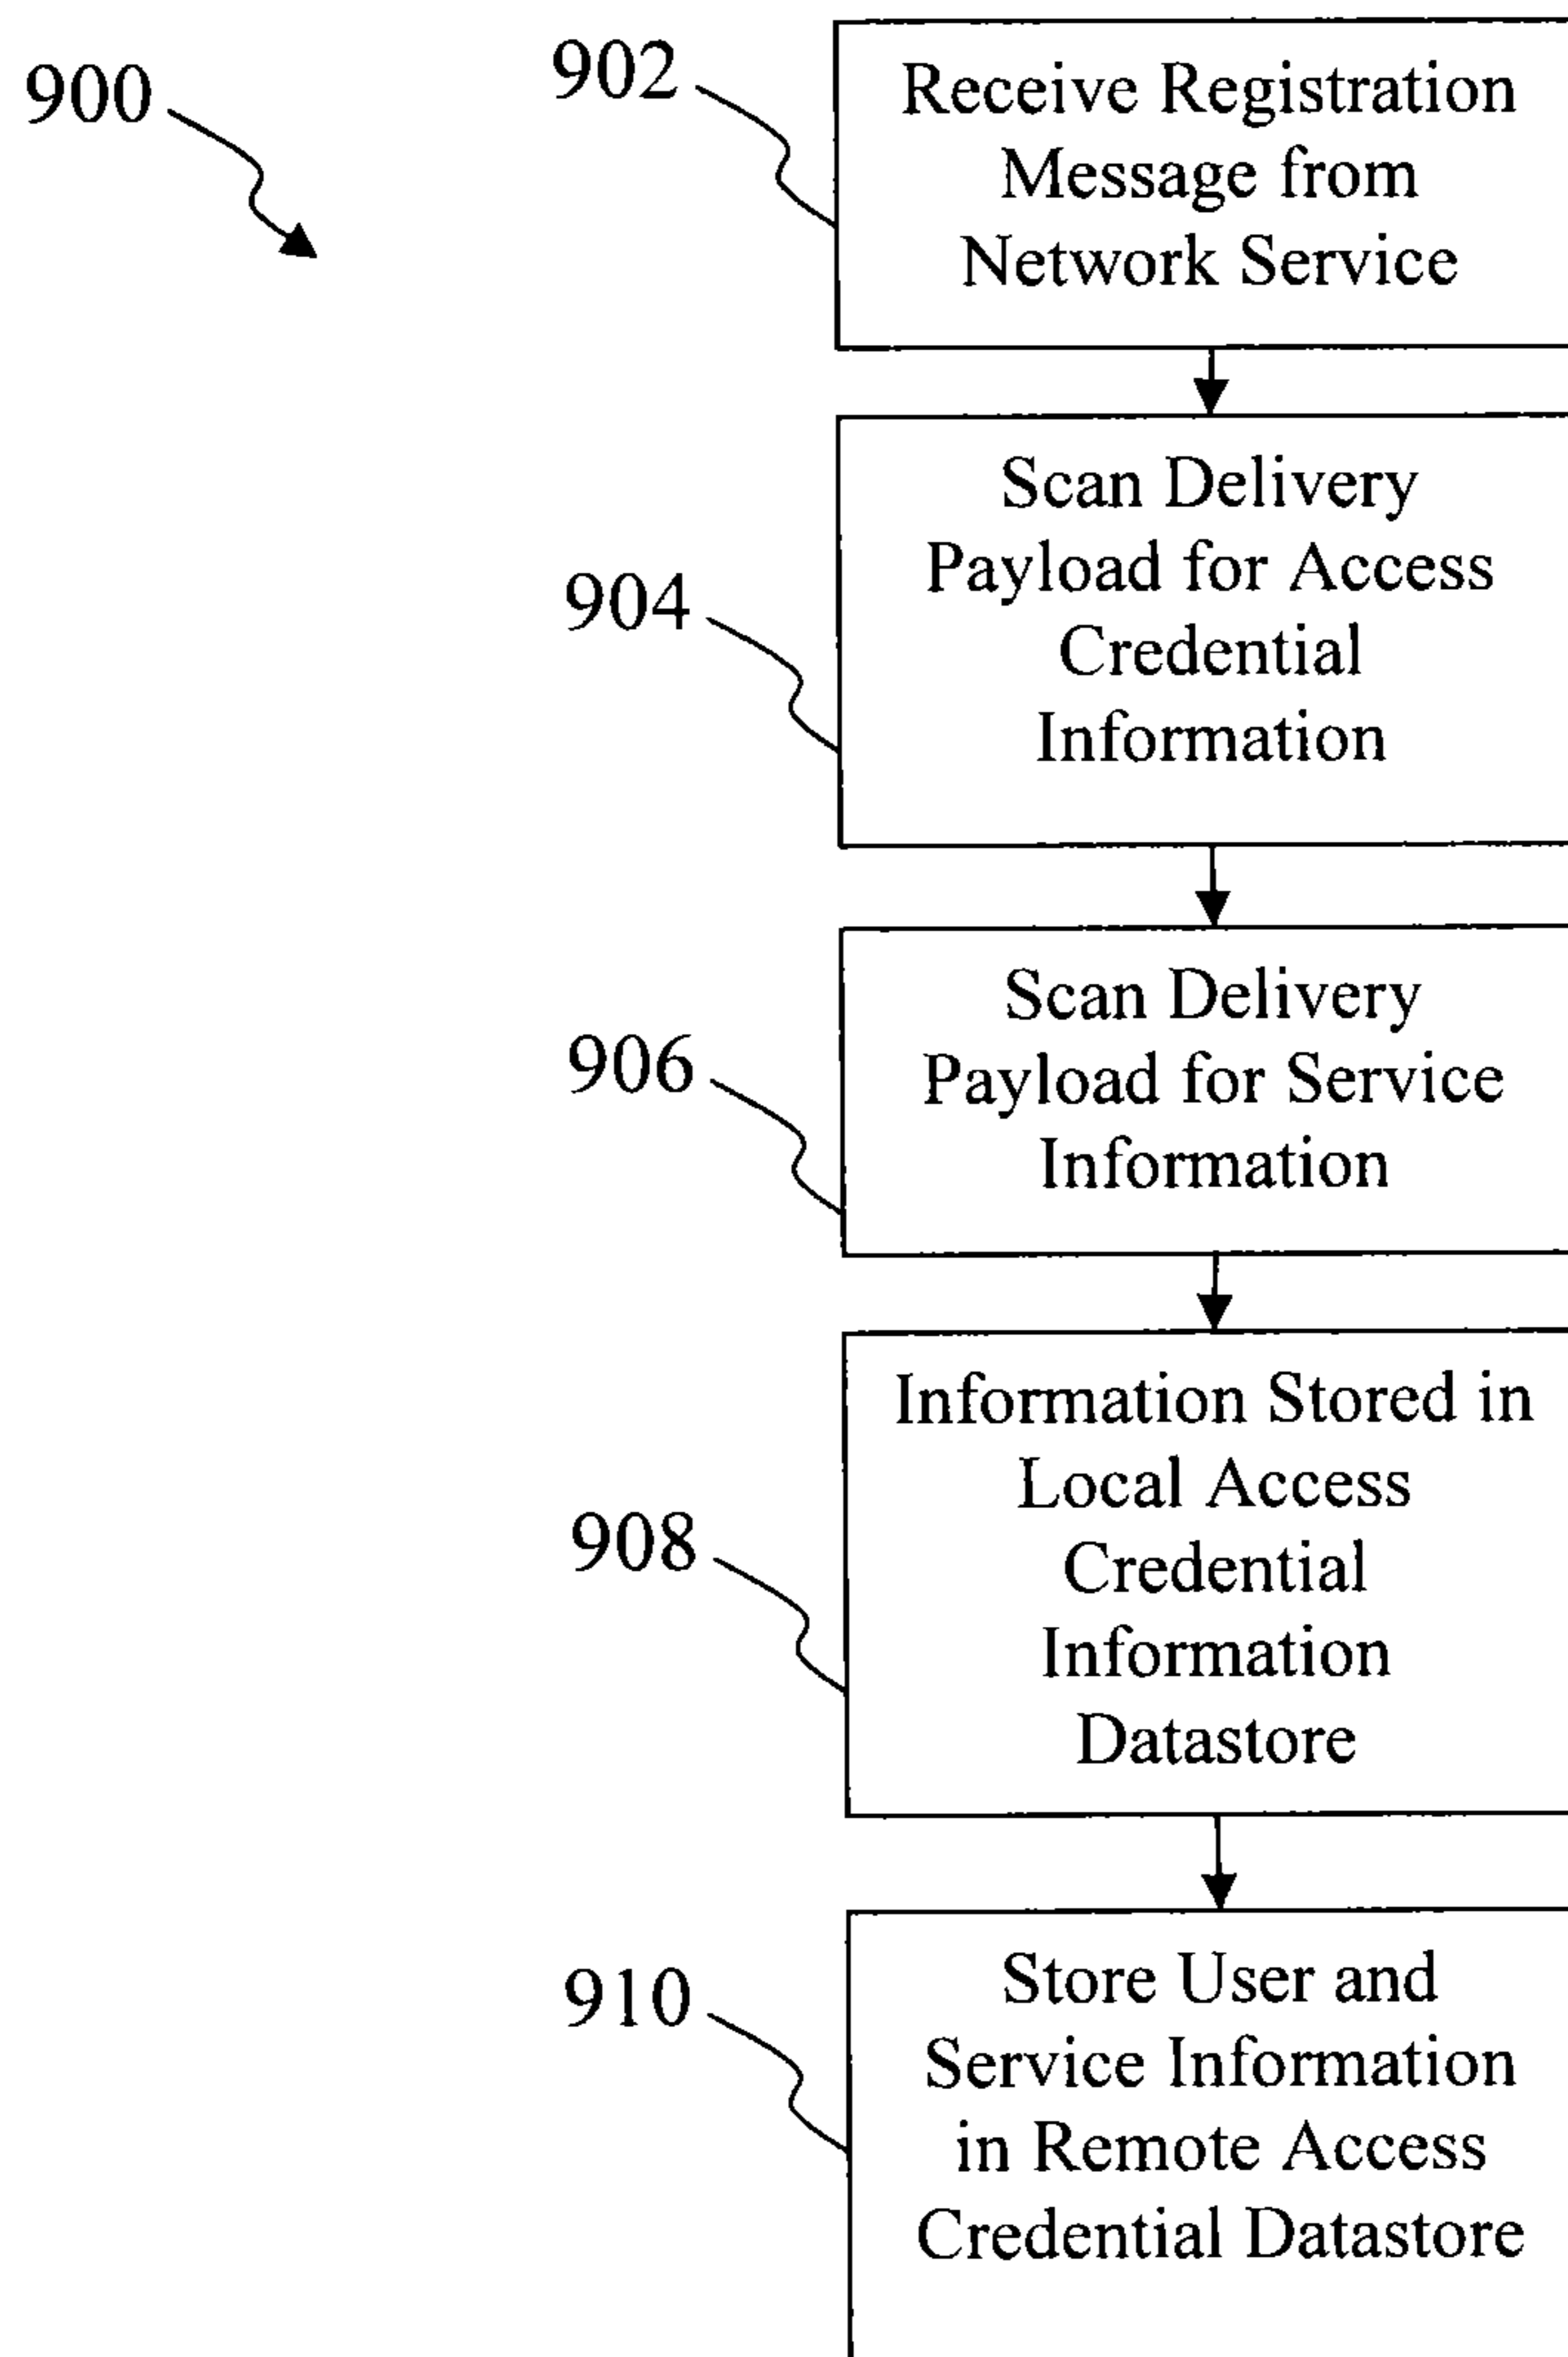 900
902
Receive Registration
Message from
Network Service
904
Scan Delivery
Payload for Access
Credential
Information
906
Scan Delivery
Payload for Service
Information
908
Information Stored in
Local Access
Credential
Information
Datastore
910
Store User and
Service Information
in Remote Access
Credential Datastore